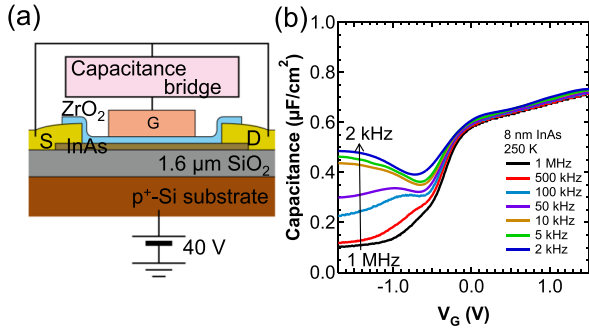 (a)
Capacitance
bridge
ZrO2
G
S
D
InAs
1.6 μm SiO2
p+-Si substrate
40 V
(b)
Capacitance (μF/cm2)
1.0
0.8
0.6
0.4
0.2
0.0
2 kHz
1 MHz
8 nm InAs
250 K
1 MHz
500 kHz
100 kHz
50 kHz
10 kHz
5 kHz
2 kHz
-1.0
0.0
1.0
VG (V)